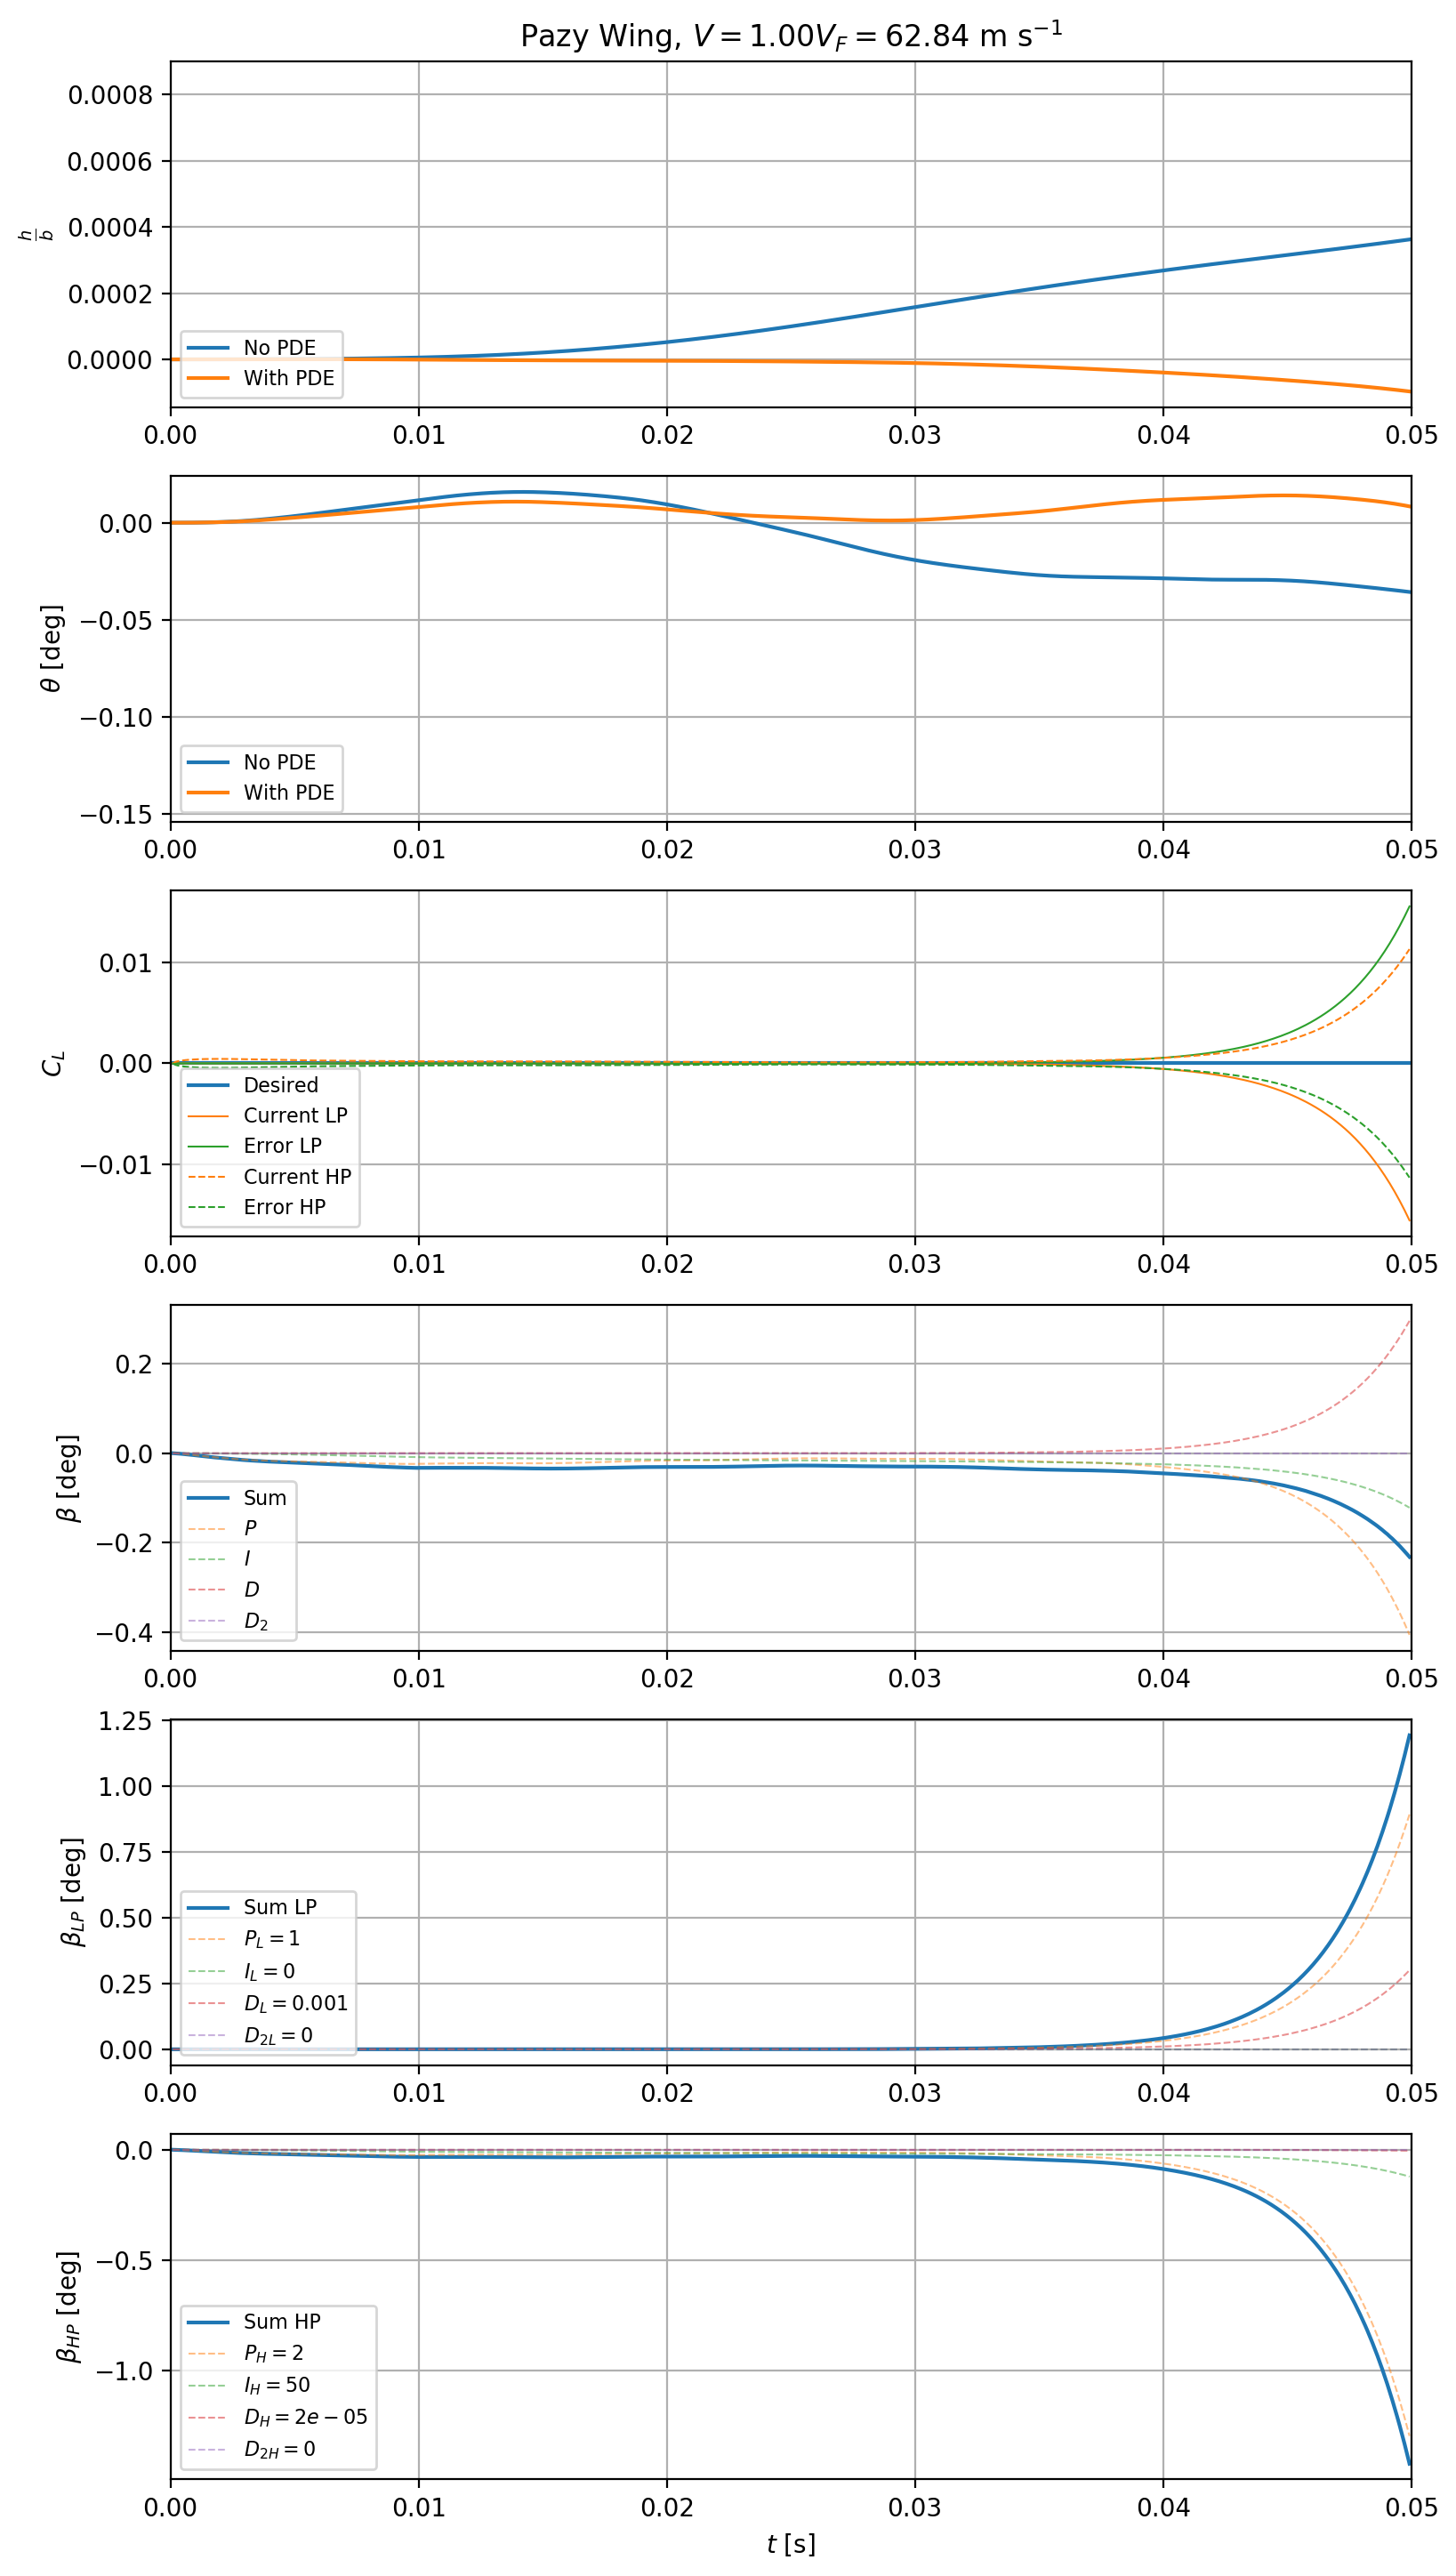 Pazy Wing, V = 1.00V_F = 62.84 m s⁻¹
0.0008
0.0006
0.0004
0.0002
0.0000
h/b
No PDE
With PDE
0.00 0.01 0.02 0.03 0.04 0.05
0.00
−0.05
−0.10
−0.15
θ [deg]
No PDE
With PDE
0.00 0.01 0.02 0.03 0.04 0.05
0.01
0.00
−0.01
C_L
Desired
Current LP
Error LP
Current HP
Error HP
0.00 0.01 0.02 0.03 0.04 0.05
0.2
0.0
−0.2
−0.4
β [deg]
Sum
P
I
D
D₂
0.00 0.01 0.02 0.03 0.04 0.05
1.25
1.00
0.75
0.50
0.25
0.00
β_LP [deg]
Sum LP
P_L = 1
I_L = 0
D_L = 0.001
D_2L = 0
0.00 0.01 0.02 0.03 0.04 0.05
0.0
−0.5
−1.0
β_HP [deg]
Sum HP
P_H = 2
I_H = 50
D_H = 2e − 05
D_2H = 0
0.00 0.01 0.02 0.03 0.04 0.05
t [s]